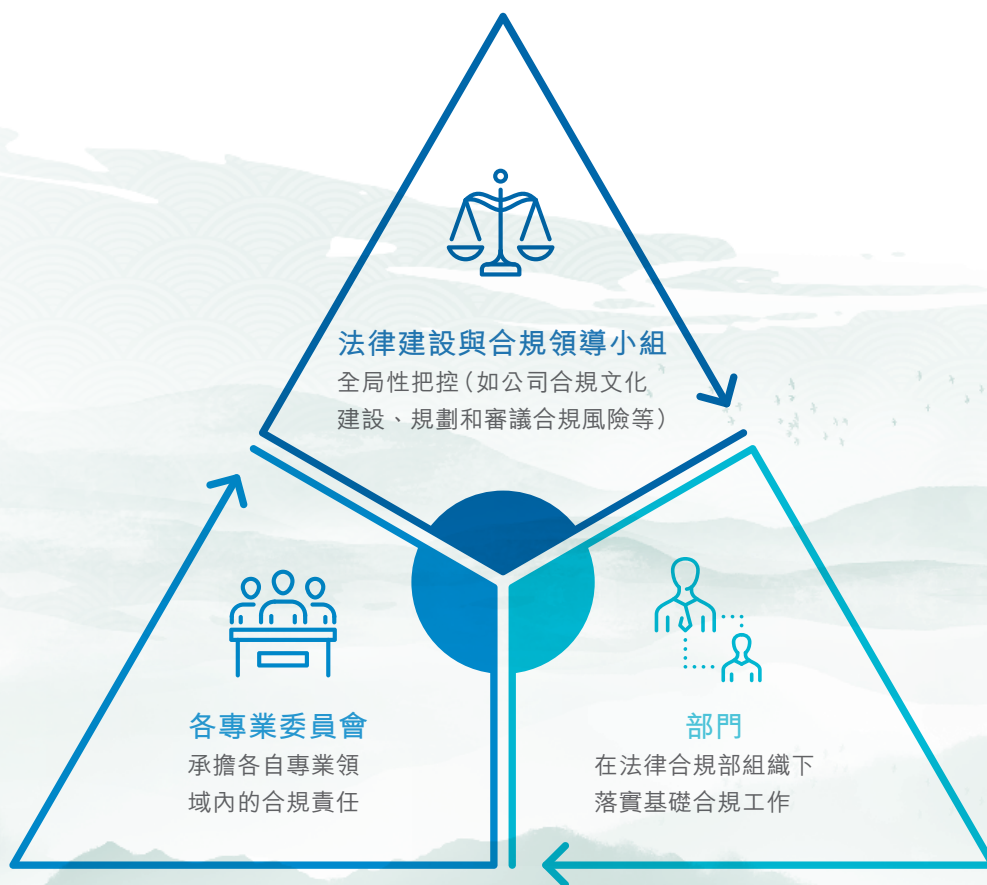 法律建設與合規領導小組
全局性把控（如公司合規文化
建設、規劃和審議合規風險等）
各專業委員會
承擔各自專業領
域內的合規責任
部門
在法律合規部組織下
落實基礎合規工作